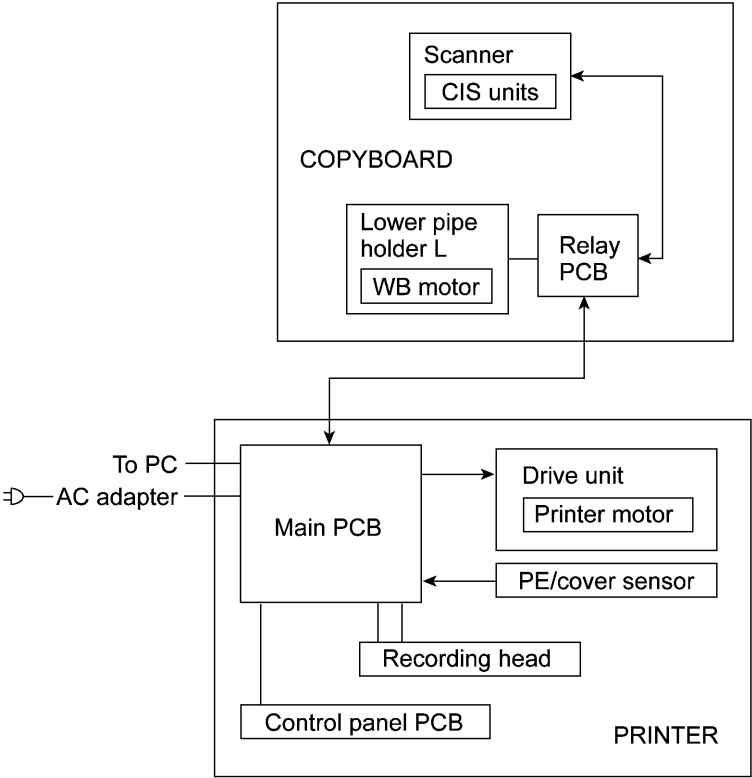 Scanner
CIS units
COPYBOARD
Lower pipe
holder L
WB motor
Relay
PCB
To PC
AC adapter
Main PCB
Drive unit
Printer motor
PE/cover sensor
Recording head
Control panel PCB
PRINTER